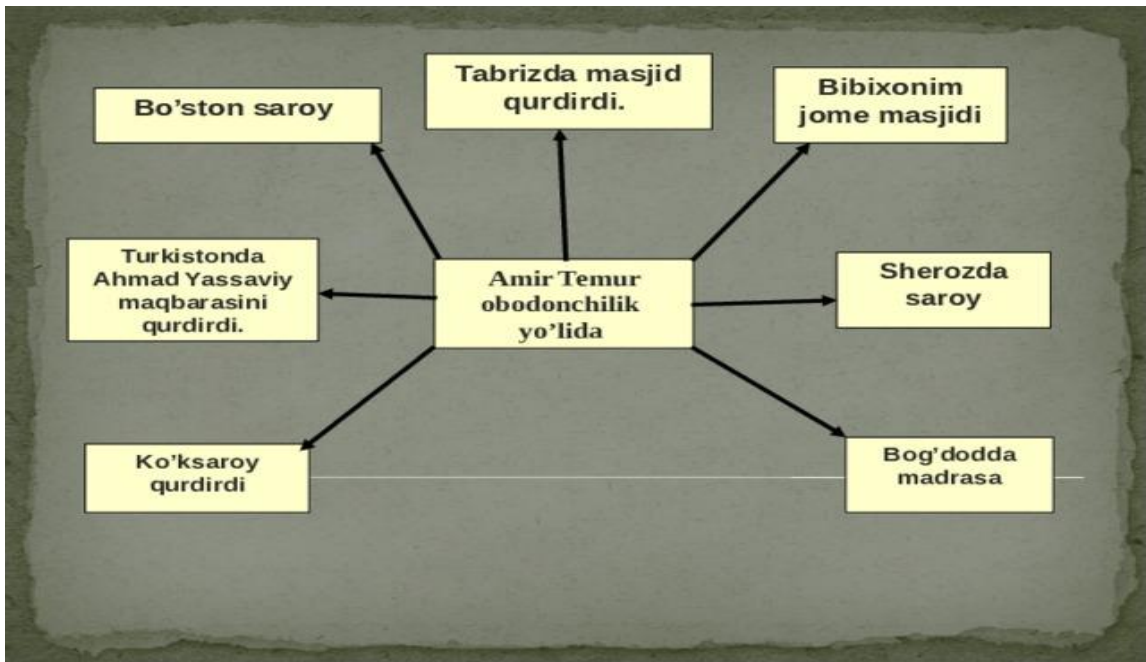 Bo’ston saroy
Tabrizda masjid
qurdirdi.
Bibixonim
jome masjidi
Turkistonda
Ahmad Yassaviy
maqbarasini
qurdirdi.
Amir Temur
obodonchilik
yo’lida
Sherozda
saroy
Ko’ksaroy
qurdirdi
Bog’dodda
madrasa